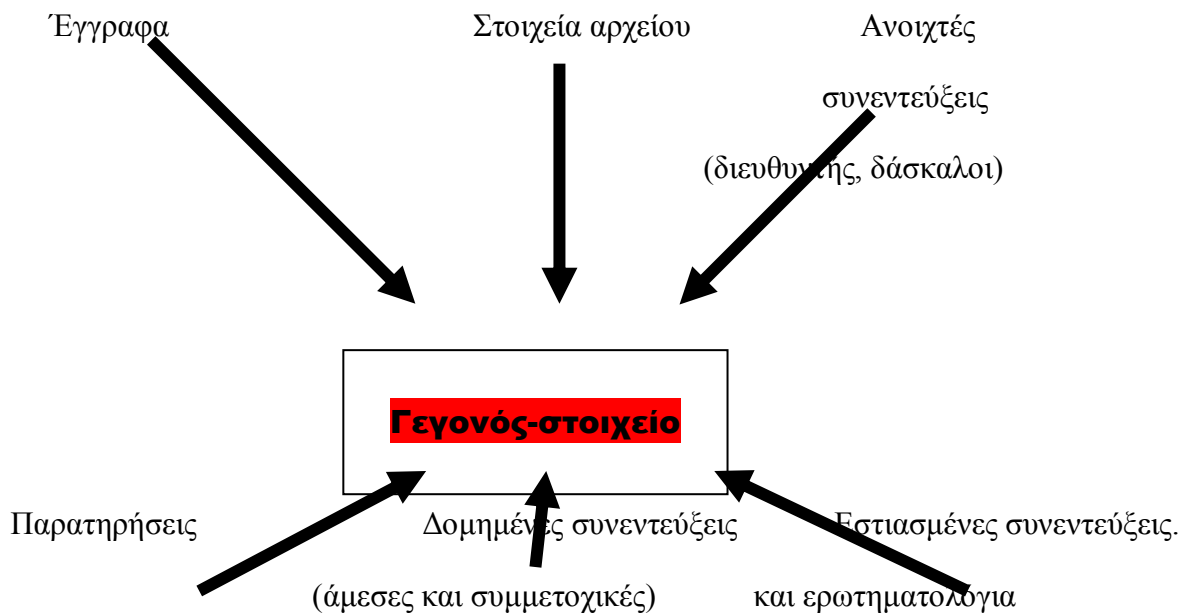 Έγγραφα Στοιχεία αρχείου Ανοιχτές
συνεντεύξεις
(διευθυντής, δάσκαλοι)
Γεγονός-στοιχείο
Παρατηρήσεις Δομημένες συνεντεύξεις Εστιασμένες συνεντεύξεις.
(άμεσες και συμμετοχικές) και ερωτηματολόγια